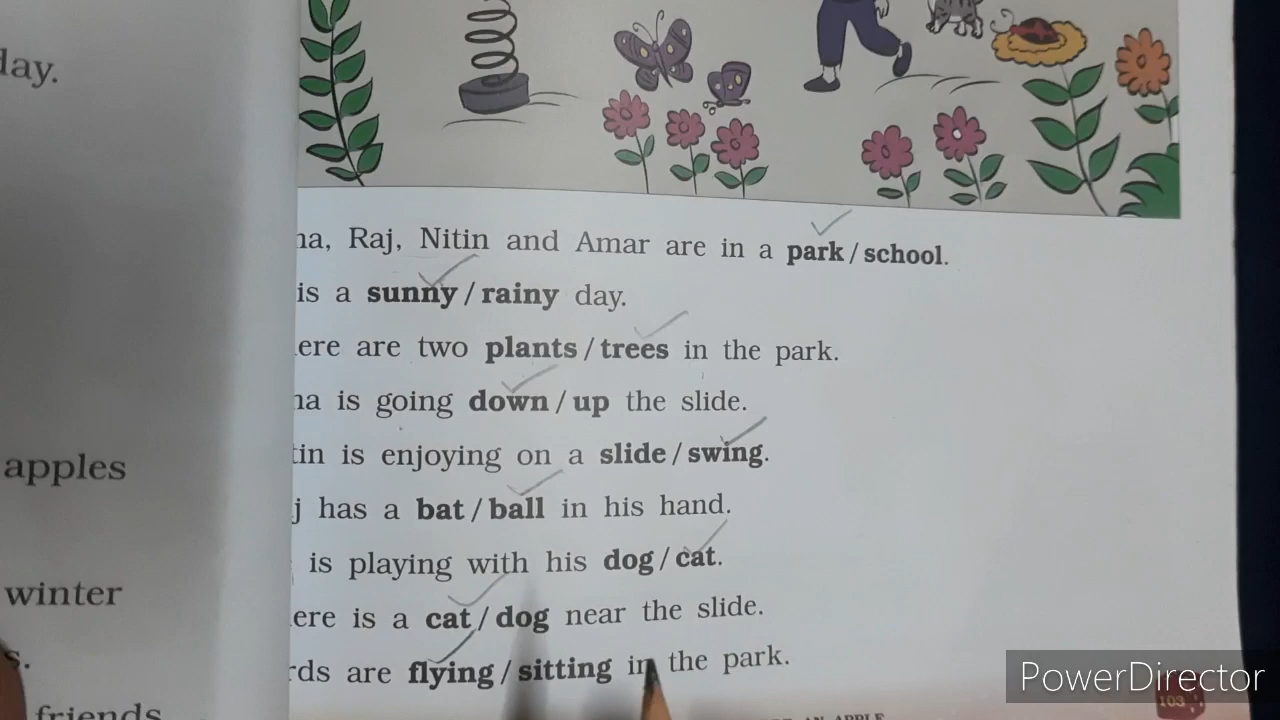 day.
apples
winter
s.
friends
na, Raj, Nitin and Amar are in a park / school.
is a sunny / rainy day.
ere are two plants / trees in the park.
na is going down / up the slide.
tin is enjoying on a slide / swing.
j has a bat / ball in his hand.
is playing with his dog / cat.
ere is a cat / dog near the slide.
rds are flying / sitting in the park.
AN APPLE
103
PowerDirector